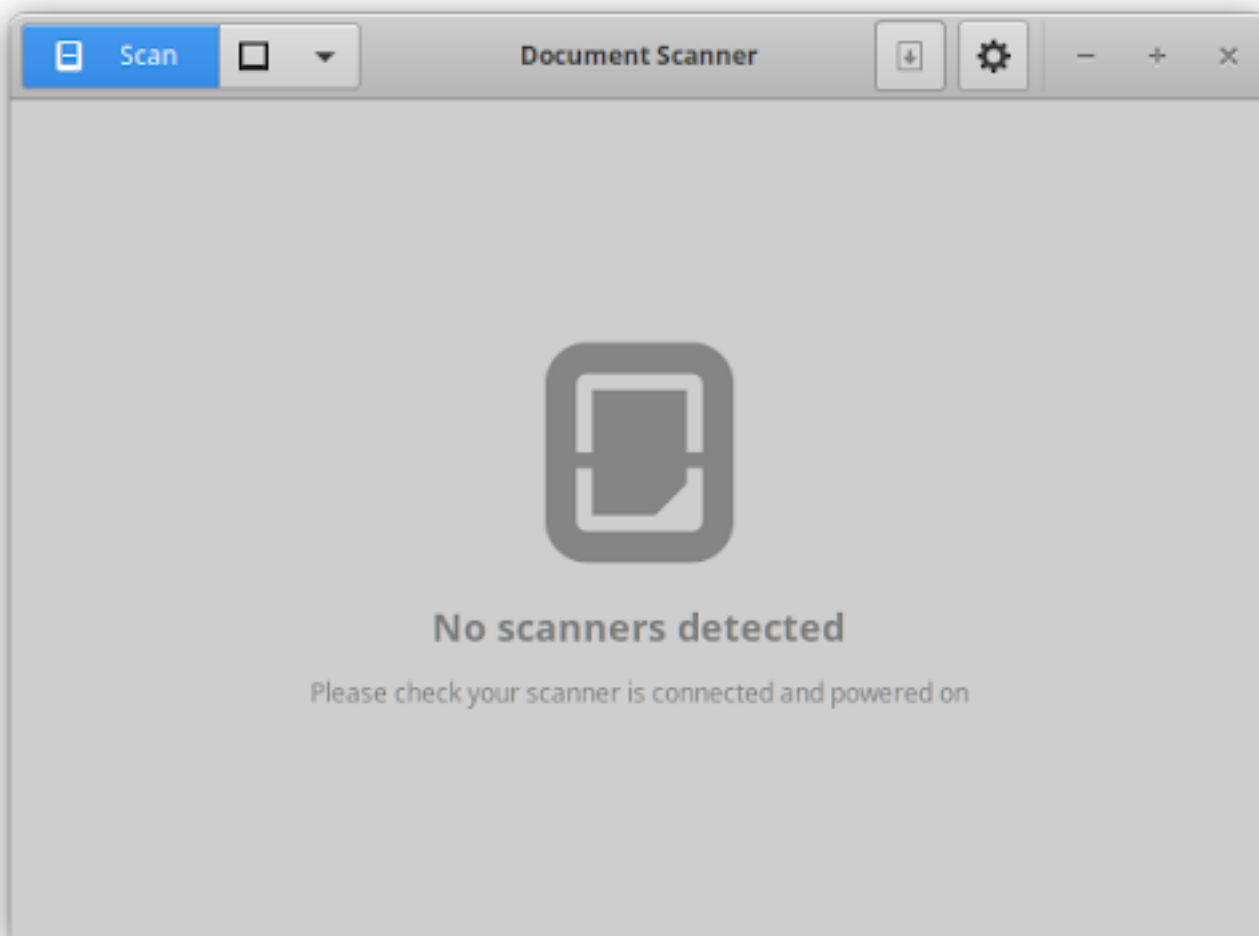 Scan
Document Scanner
No scanners detected
Please check your scanner is connected and powered on